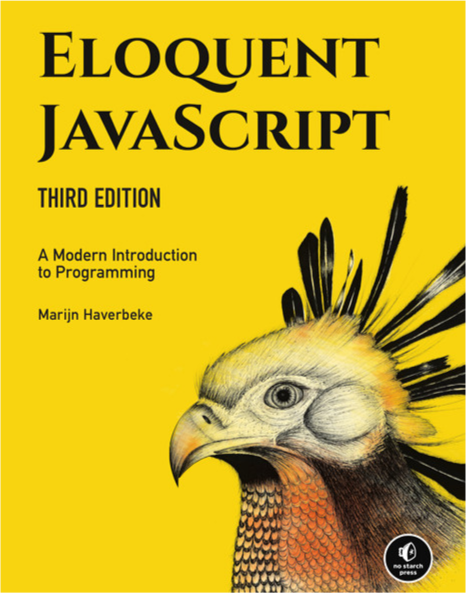 ELOQUENT
JAVASCRIPT
THIRD EDITION
A Modern Introduction
to Programming
Marijn Haverbeke
no starch
press